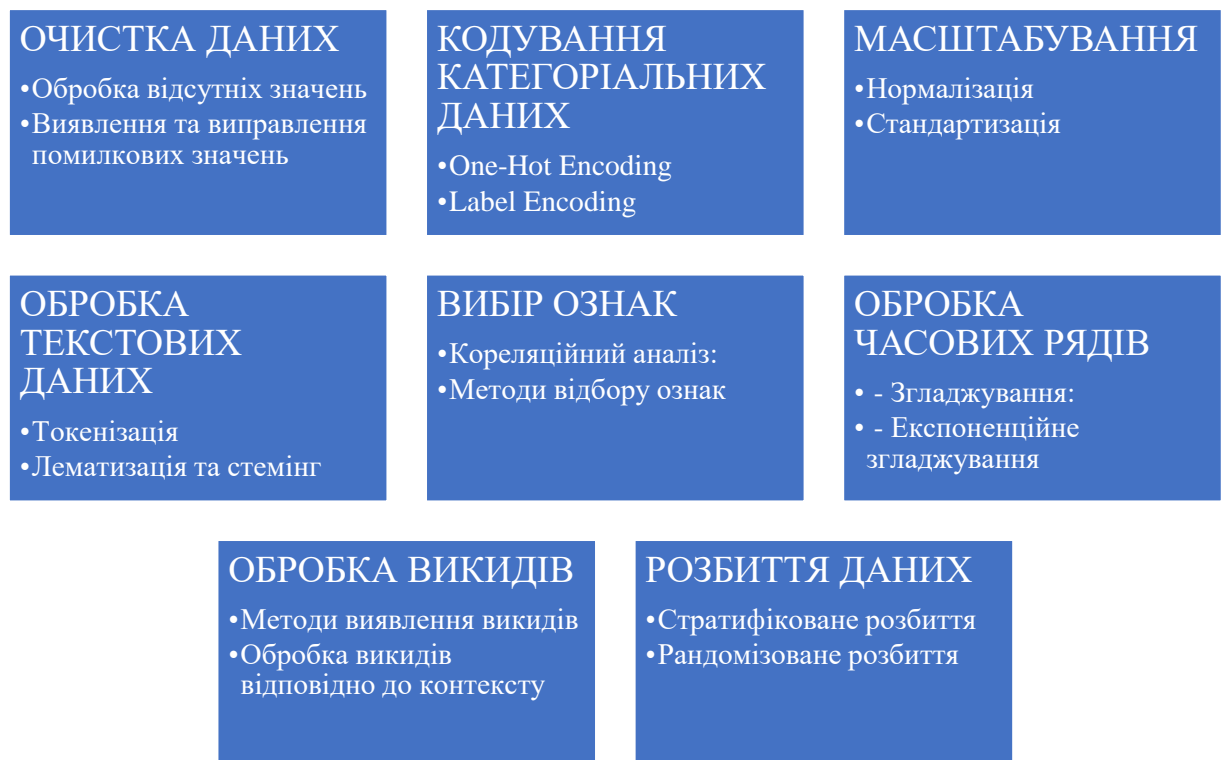 ОЧИСТКА ДАНИХ
•Обробка відсутніх значень
•Виявлення та виправлення
помилкових значень
КОДУВАННЯ
КАТЕГОРІАЛЬНИХ
ДАНИХ
•One-Hot Encoding
•Label Encoding
МАСШТАБУВАННЯ
•Нормалізація
•Стандартизація
ОБРОБКА
ТЕКСТОВИХ
ДАНИХ
•Токенізація
•Лематизація та стемінг
ВИБІР ОЗНАК
•Кореляційний аналіз:
•Методи відбору ознак
ОБРОБКА
ЧАСОВИХ РЯДІВ
• - Згладжування:
• - Експоненційне
згладжування
ОБРОБКА ВИКИДІВ
•Методи виявлення викидів
•Обробка викидів
відповідно до контексту
РОЗБИТТЯ ДАНИХ
•Стратифіковане розбиття
•Рандомізоване розбиття